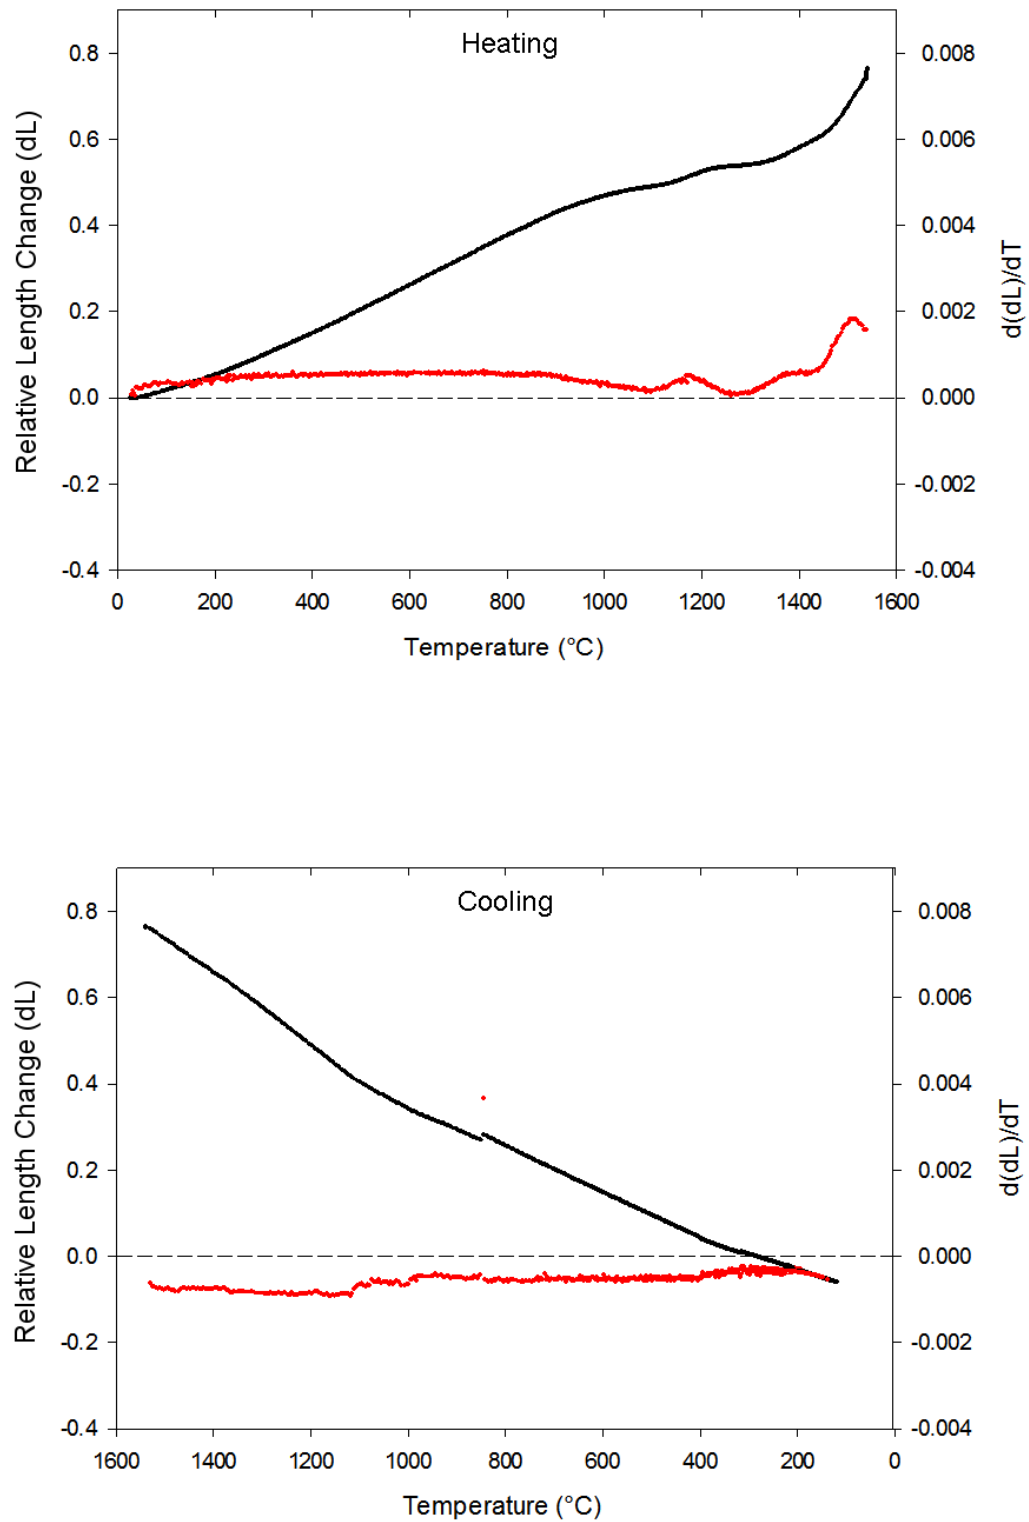 Heating
0.8
0.6
0.4
0.2
0.0
-0.2
-0.4
Relative Length Change (dL)
0.008
0.006
0.004
0.002
0.000
-0.002
-0.004
d(dL)/dT
0 200 400 600 800 1000 1200 1400 1600
Temperature (°C)
Cooling
0.8
0.6
0.4
0.2
0.0
-0.2
-0.4
Relative Length Change (dL)
0.008
0.006
0.004
0.002
0.000
-0.002
-0.004
d(dL)/dT
1600 1400 1200 1000 800 600 400 200 0
Temperature (°C)